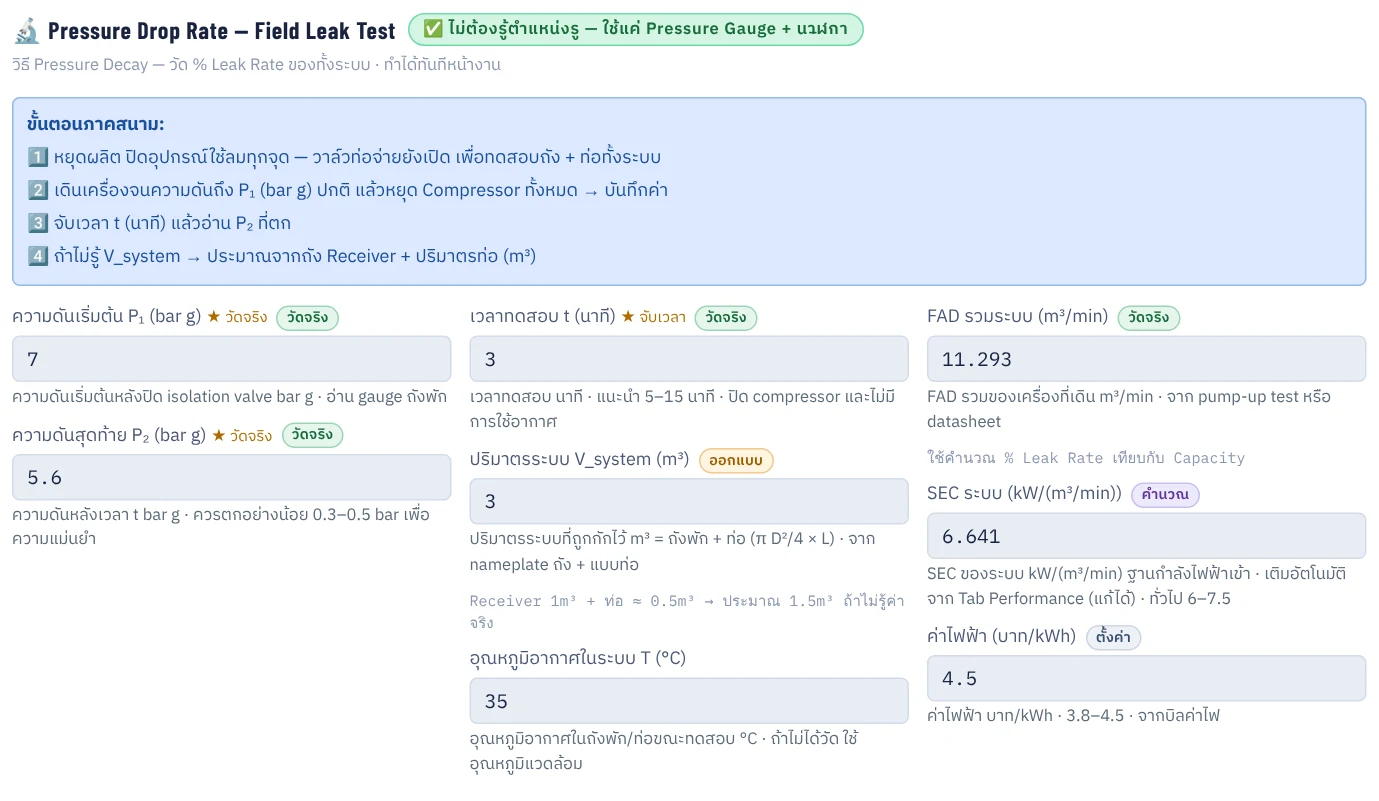 🔬 Pressure Drop Rate — Field Leak Test ✅ ไม่ต้องรู้ตำแหน่งรู — ใช้แค่ Pressure Gauge + นาฬิกา
วิธี Pressure Decay — วัด % Leak Rate ของทั้งระบบ · ทำได้ทันทีหน้างาน
ขั้นตอนภาคสนาม:
1️⃣ หยุดผลิต ปิดอุปกรณ์ใช้ลมทุกจุด — วาล์วท่อจ่ายยังเปิด เพื่อทดสอบถัง + ท่อทั้งระบบ
2️⃣ เดินเครื่องจนความดันถึง P₁ (bar g) ปกติ แล้วหยุด Compressor ทั้งหมด → บันทึกค่า
3️⃣ จับเวลา t (นาที) แล้วอ่าน P₂ ที่ตก
4️⃣ ถ้าไม่รู้ V_system → ประมาณจากถัง Receiver + ปริมาตรท่อ (m³)
ความดันเริ่มต้น P₁ (bar g) ★ วัดจริง วัดจริง
7
ความดันเริ่มต้นหลังปิด isolation valve bar g · อ่าน gauge ถังพัก
ความดันสุดท้าย P₂ (bar g) ★ วัดจริง วัดจริง
5.6
ความดันหลังเวลา t bar g · ควรตกอย่างน้อย 0.3–0.5 bar เพื่อ
ความแม่นยำ
เวลาทดสอบ t (นาที) ★ จับเวลา วัดจริง
3
เวลาทดสอบ นาที · แนะนำ 5–15 นาที · ปิด compressor และไม่มี
การใช้อากาศ
ปริมาตรระบบ V_system (m³) ออกแบบ
3
ปริมาตรระบบที่ถูกกักไว้ m³ = ถังพัก + ท่อ (π D²/4 × L) · จาก
nameplate ถัง + แบบท่อ
Receiver 1m³ + ท่อ ≈ 0.5m³ → ประมาณ 1.5m³ ถ้าไม่รู้ค่า
จริง
อุณหภูมิอากาศในระบบ T (°C)
35
อุณหภูมิอากาศในถังพัก/ท่อขณะทดสอบ °C · ถ้าไม่ได้วัด ใช้
อุณหภูมิแวดล้อม
FAD รวมระบบ (m³/min) วัดจริง
11.293
FAD รวมของเครื่องที่เดิน m³/min · จาก pump-up test หรือ
datasheet
ใช้คำนวณ % Leak Rate เทียบกับ Capacity
SEC ระบบ (kW/(m³/min)) คำนวณ
6.641
SEC ของระบบ kW/(m³/min) ฐานกำลังไฟฟ้าเข้า · เติมอัตโนมัติ
จาก Tab Performance (แก้ได้) · ทั่วไป 6–7.5
ค่าไฟฟ้า (บาท/kWh) ตั้งค่า
4.5
ค่าไฟฟ้า บาท/kWh · 3.8–4.5 · จากบิลค่าไฟ